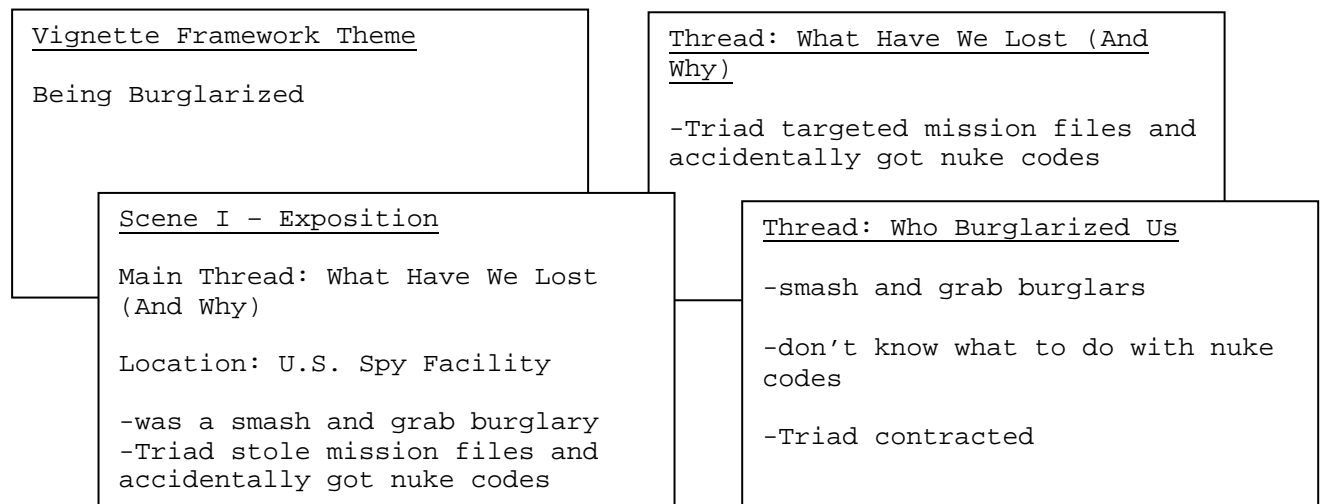 Vignette Framework Theme
Being Burglarized
Thread: What Have We Lost (And
Why)
-Triad targeted mission files and
accidentally got nuke codes
Scene I – Exposition
Main Thread: What Have We Lost
(And Why)
Location: U.S. Spy Facility
-was a smash and grab burglary
-Triad stole mission files and
accidentally got nuke codes
Thread: Who Burglarized Us
-smash and grab burglars
-don’t know what to do with nuke
codes
-Triad contracted